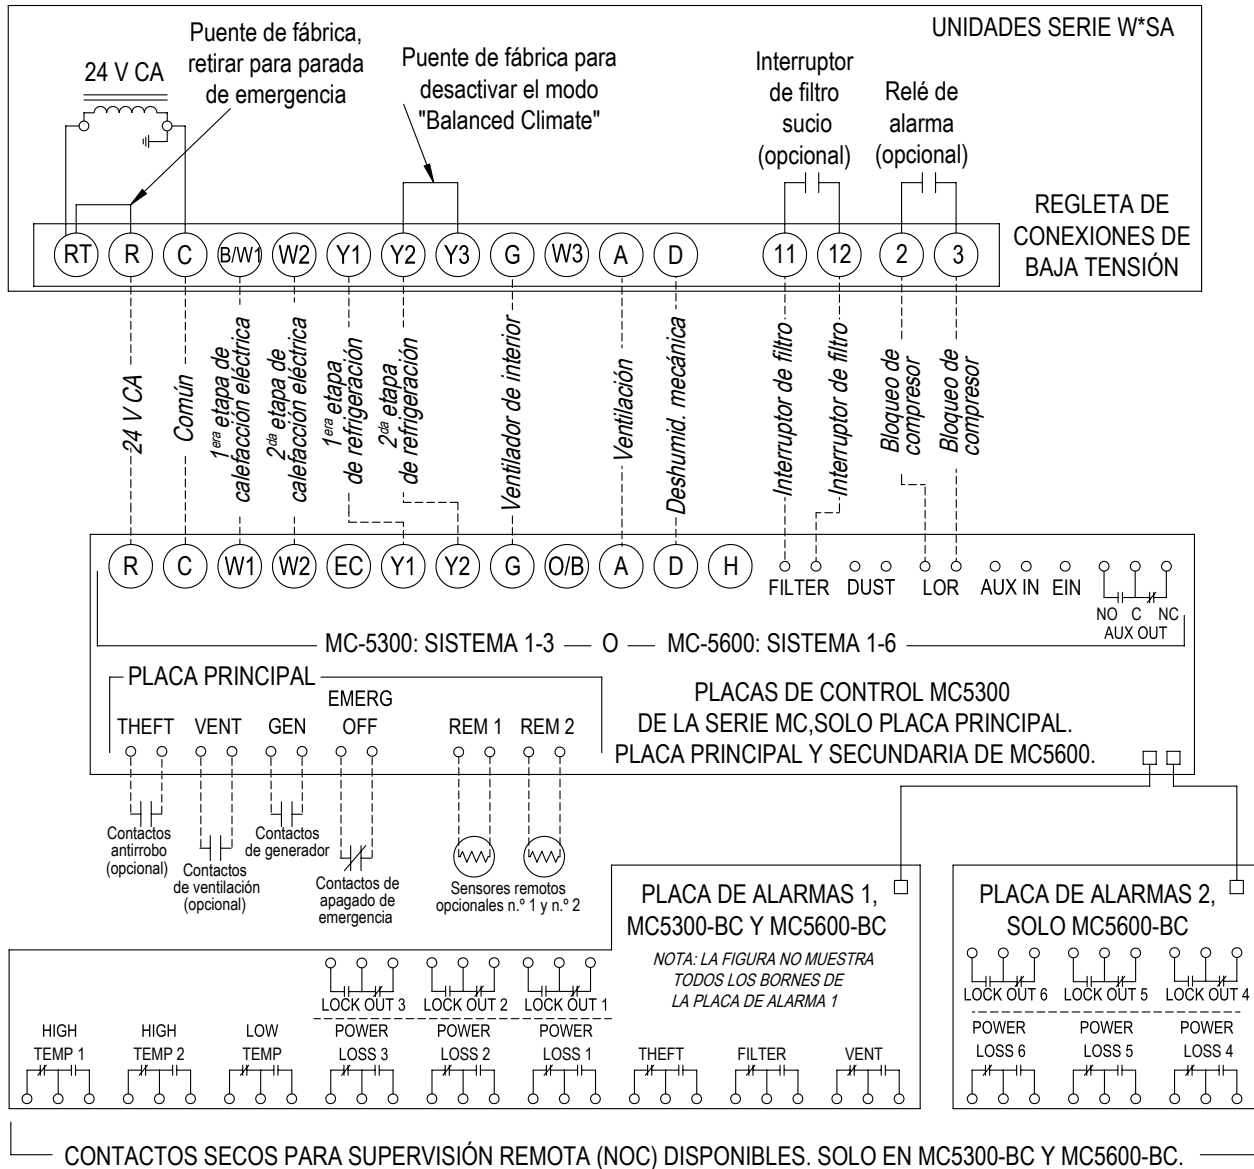 UNIDADES SERIE W*SA
24 V CA
Puente de fábrica,
retirar para parada
de emergencia
Puente de fábrica para
desactivar el modo
"Balanced Climate"
Interruptor
de filtro
sucio
(opcional)
Relé de
alarma
(opcional)
REGLETA DE
CONEXIONES DE
BAJA TENSIÓN
RT R C B/W1 W2 Y1 Y2 Y3 G W3 A D 11 12 2 3
24 V CA
Común
1era etapa de
calefacción eléctrica
2da etapa de
calefacción eléctrica
1era etapa
de refrigeración
2da etapa
de refrigeración
Ventilador de interior
Ventilación
Deshumid. mecánica
Interruptor de filtro
Interruptor de filtro
Bloqueo de
compresor
Bloqueo de
compresor
R C W1 W2 EC Y1 Y2 G O/B A D H
FILTER DUST LOR AUX IN EIN
NO C NC
AUX OUT
MC-5300: SISTEMA 1-3 O MC-5600: SISTEMA 1-6
PLACA PRINCIPAL
PLACAS DE CONTROL MC5300
DE LA SERIE MC,SOLO PLACA PRINCIPAL.
PLACA PRINCIPAL Y SECUNDARIA DE MC5600.
THEFT VENT GEN
EMERG
OFF
REM 1 REM 2
Contactos
antirrobo
(opcional)
Contactos
de ventilación
(opcional)
Contactos
de generador
Contactos de
apagado de
emergencia
Sensores remotos
opcionales n.º 1 y n.º 2
PLACA DE ALARMAS 1,
MC5300-BC Y MC5600-BC
NOTA: LA FIGURA NO MUESTRA
TODOS LOS BORNES DE
LA PLACA DE ALARMA 1
LOCK OUT 3 LOCK OUT 2 LOCK OUT 1
HIGH
TEMP 1
HIGH
TEMP 2
LOW
TEMP
POWER
LOSS 3
POWER
LOSS 2
POWER
LOSS 1
THEFT
FILTER
VENT
PLACA DE ALARMAS 2,
SOLO MC5600-BC
LOCK OUT 6 LOCK OUT 5 LOCK OUT 4
POWER
LOSS 6
POWER
LOSS 5
POWER
LOSS 4
CONTACTOS SECOS PARA SUPERVISIÓN REMOTA (NOC) DISPONIBLES. SOLO EN MC5300-BC Y MC5600-BC.